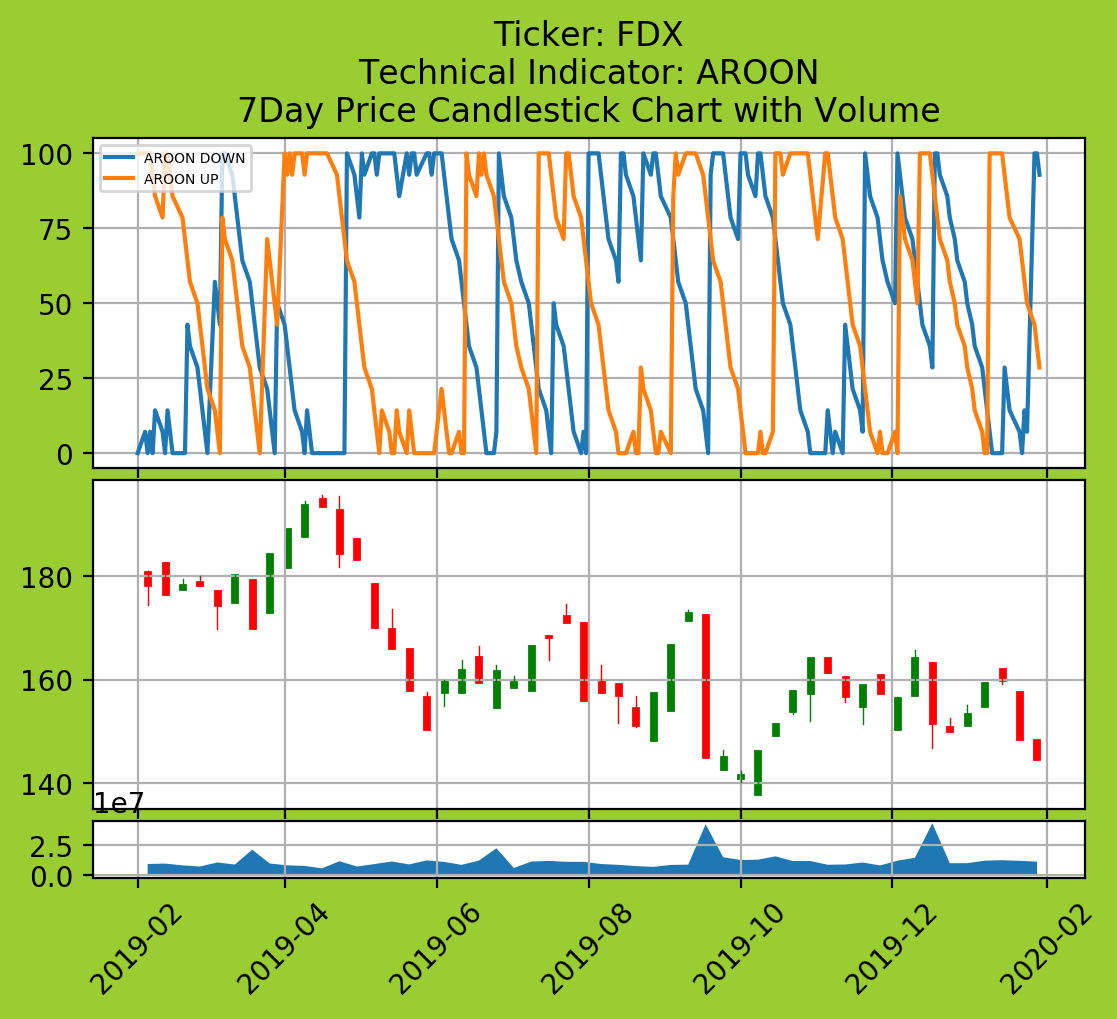 Ticker: FDX
Technical Indicator: AROON
7Day Price Candlestick Chart with Volume
100
75
50
25
0
AROON DOWN
AROON UP
180
160
140
1e7
2.5
0.0
2019-02
2019-04
2019-06
2019-08
2019-10
2019-12
2020-02